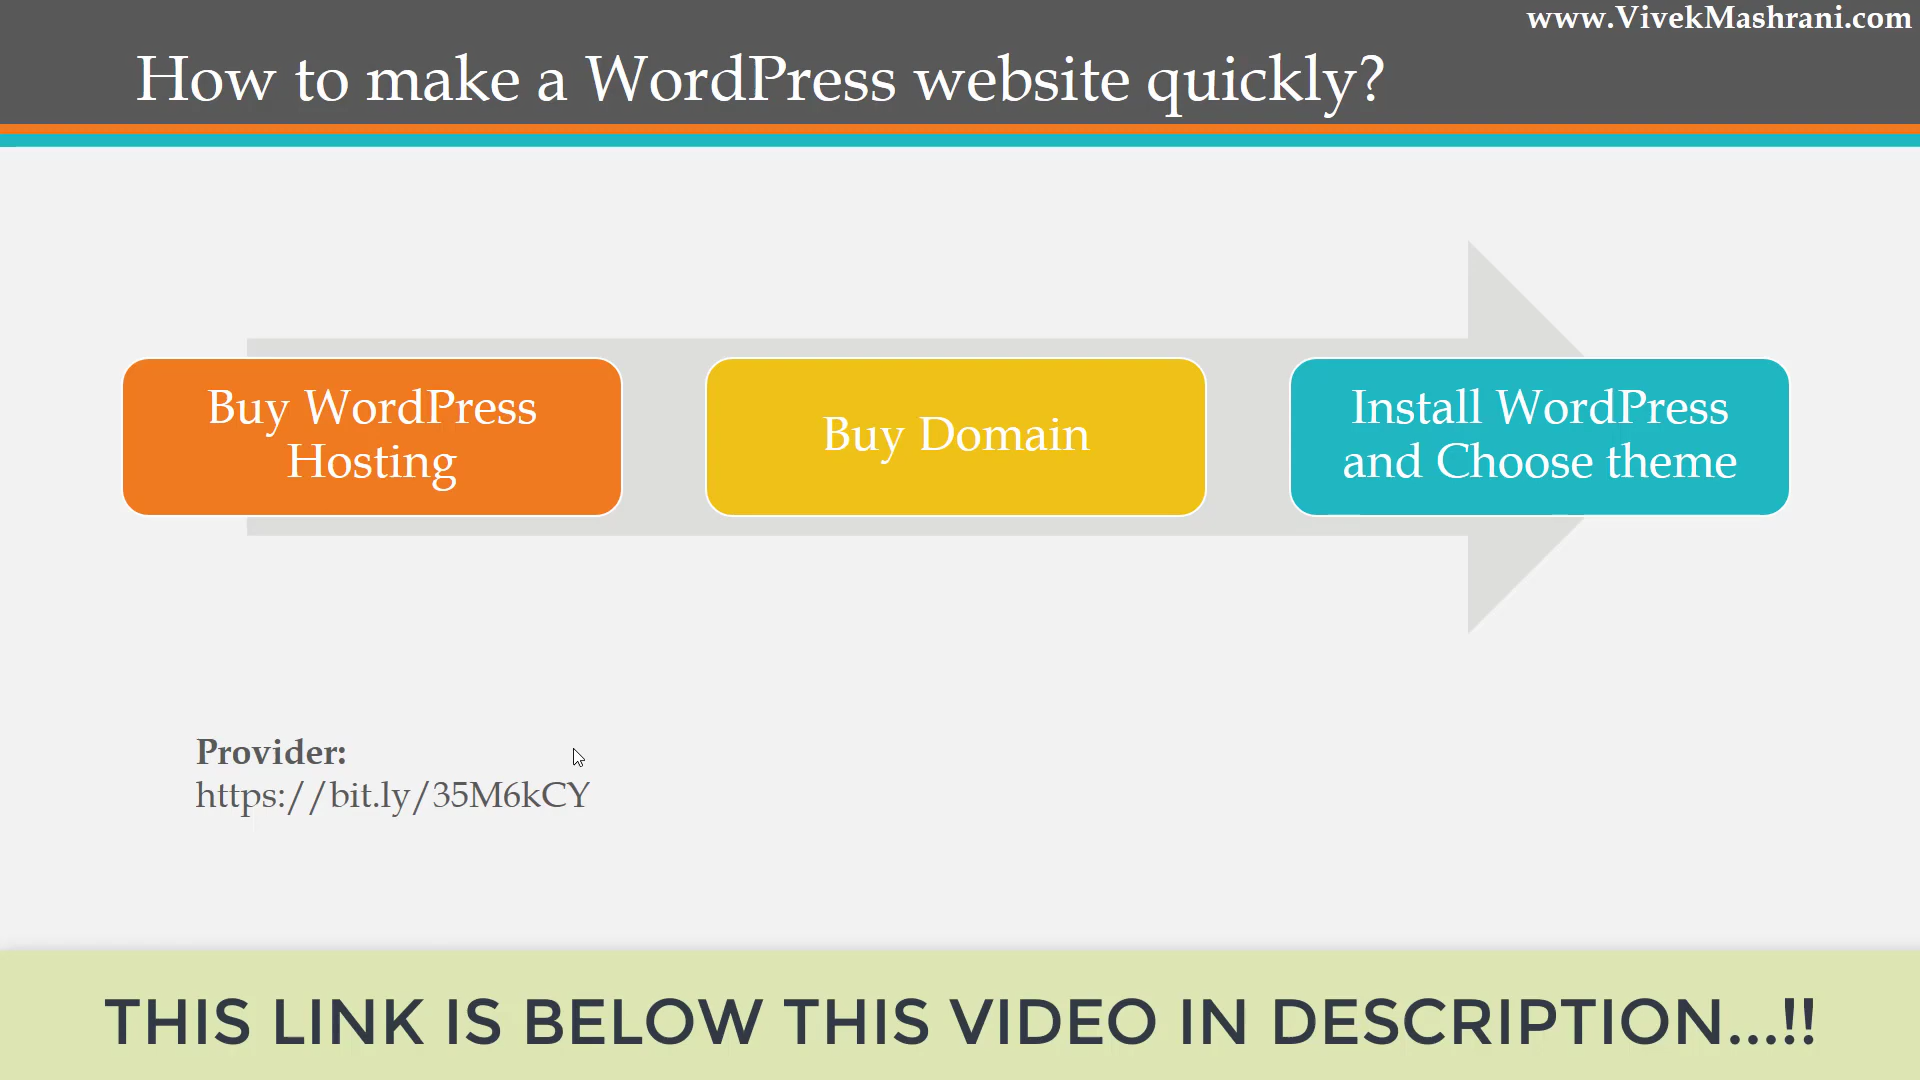 www.VivekMashrani.com
How to make a WordPress website quickly?
Buy WordPress
Hosting
Buy Domain
Install WordPress
and Choose theme
Provider:
https://bit.ly/35M6kCY
THIS LINK IS BELOW THIS VIDEO IN DESCRIPTION...!!